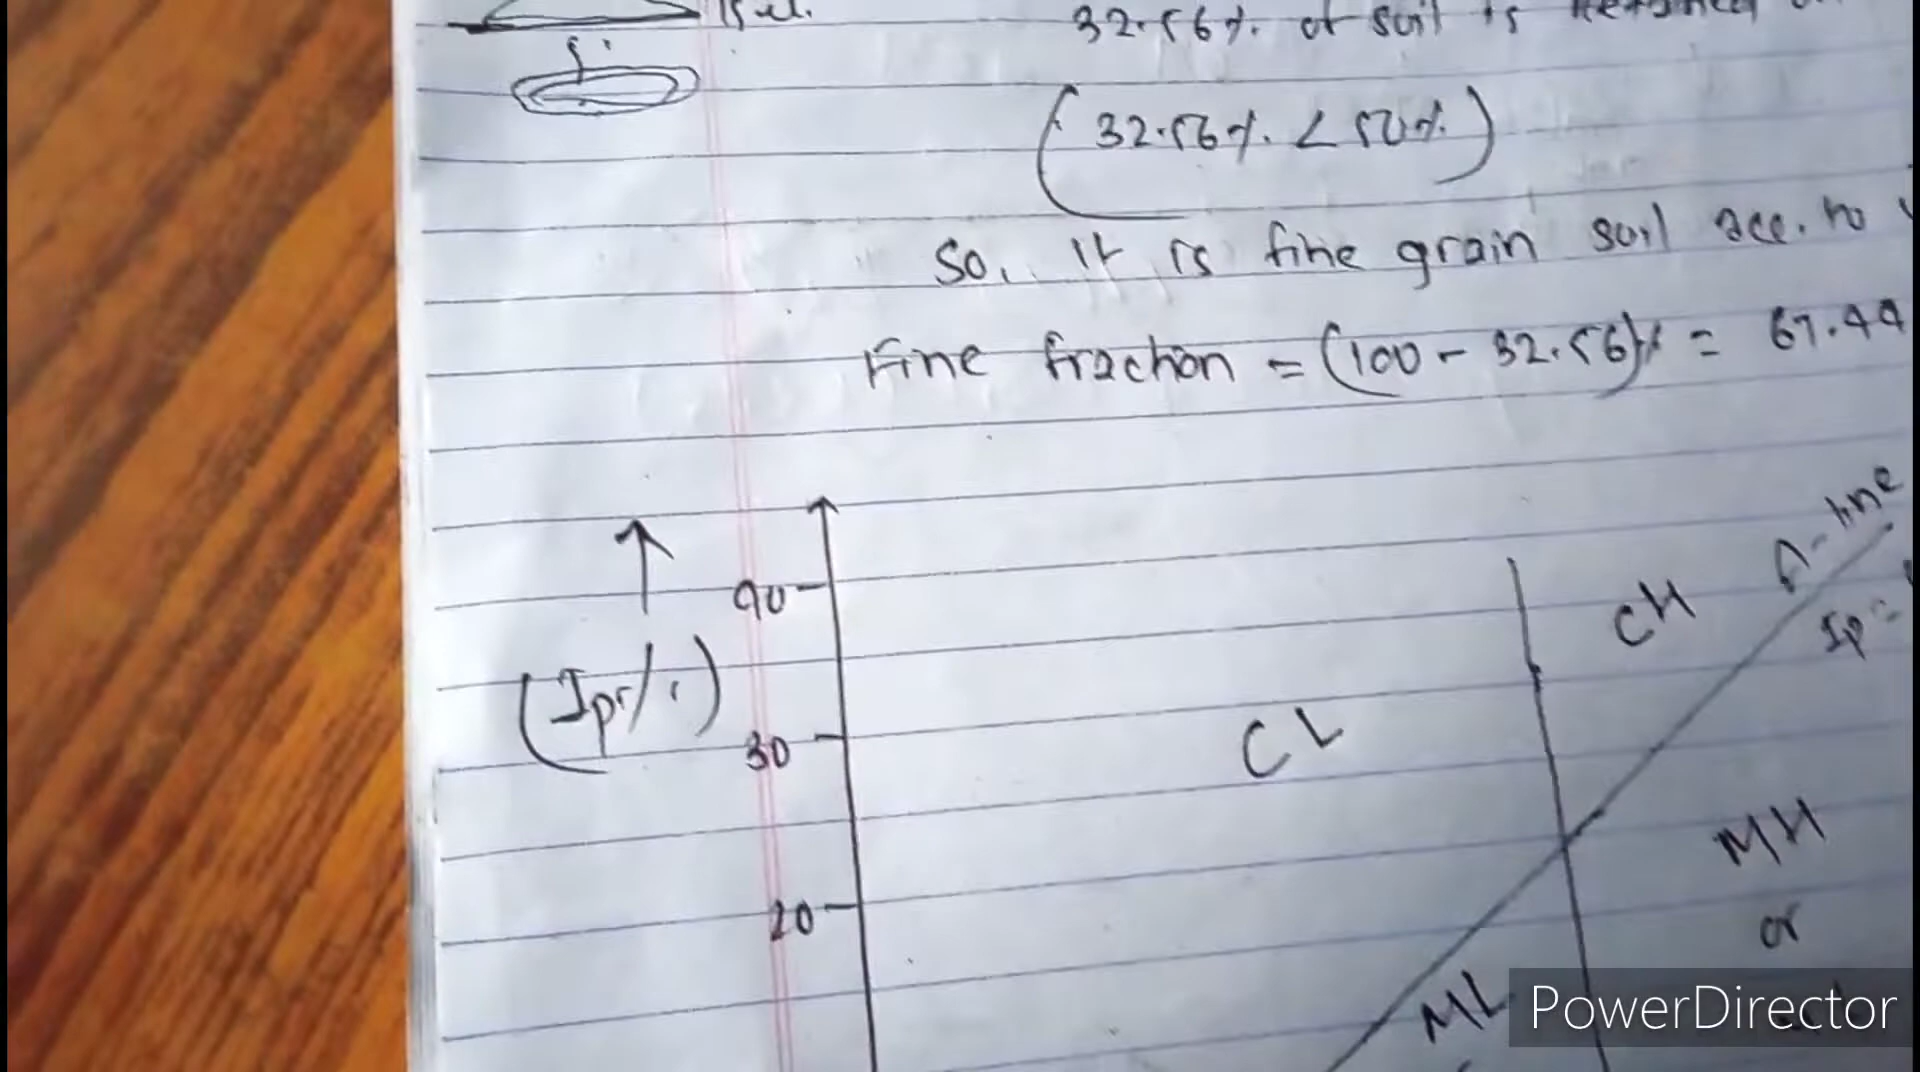 32.56% of soil is
(32.56% < 50%)
So, It is fine grain soil acc. to
Fine fraction = (100 - 32.56)% = 67.44
A-line
40
CH
Ip =
(Ip%)
30
CL
MH
or
20
ML
PowerDirector